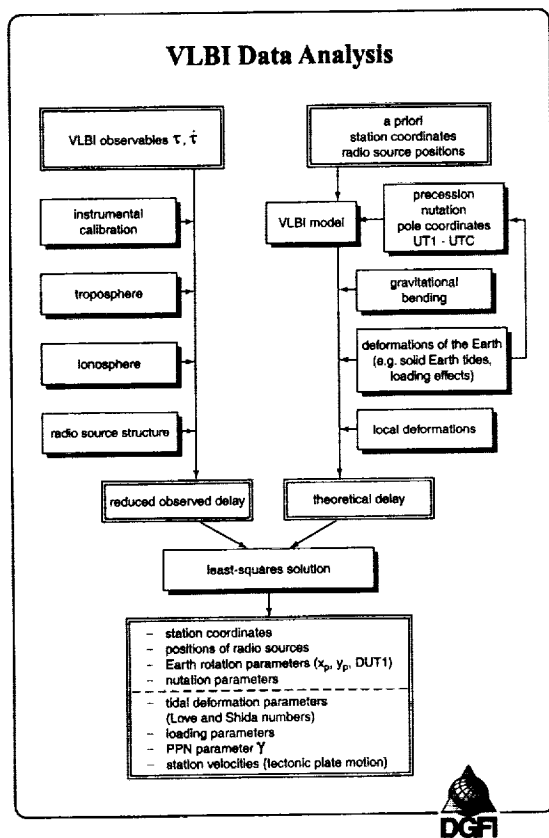 VLBI Data Analysis
VLBI observables τ, τ̇
instrumental
calibration
troposphere
ionosphere
radio source structure
reduced observed delay
a priori
station coordinates
radio source positions
VLBI model
precession
nutation
pole coordinates
UT1 - UTC
gravitational
bending
deformations of the Earth
(e.g. solid Earth tides,
loading effects)
local deformations
theoretical delay
least-squares solution
– station coordinates
– positions of radio sources
– Earth rotation parameters (xp, yp, DUT1)
– nutation parameters
– tidal deformation parameters
(Love and Shida numbers)
– loading parameters
– PPN parameter γ
– station velocities (tectonic plate motion)
DGFI